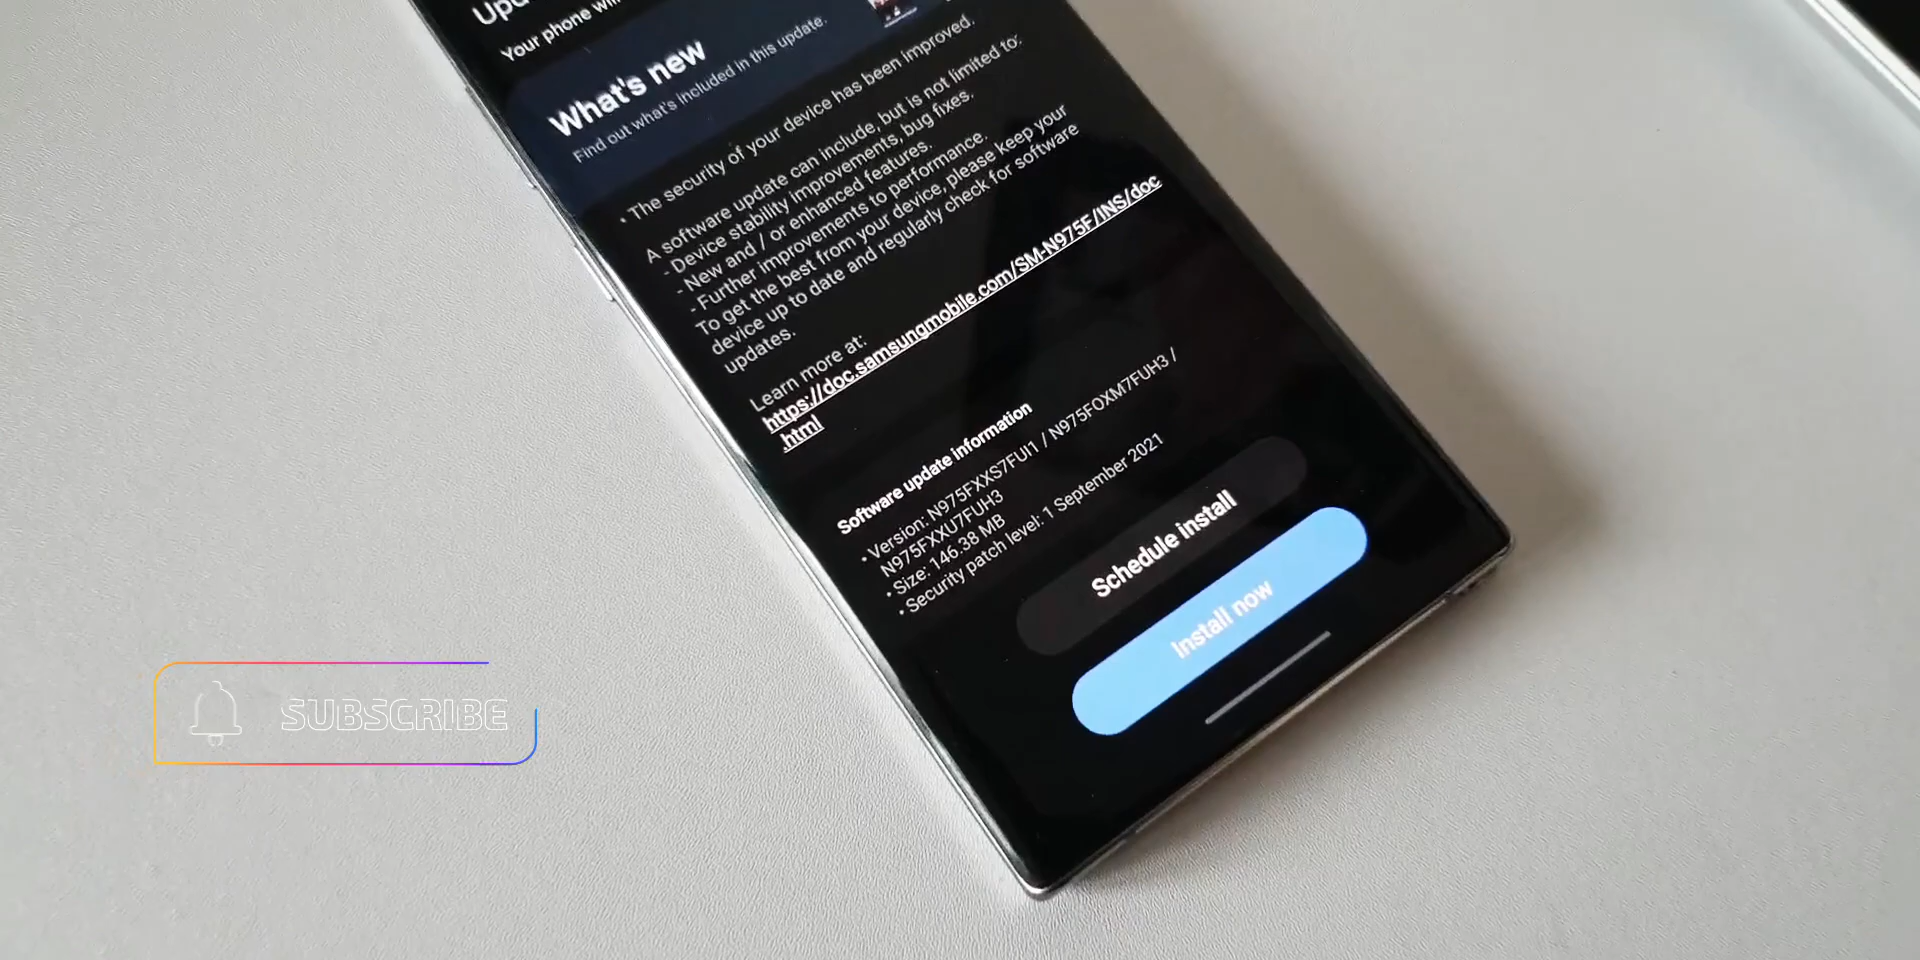 Your phone will
What's new
Find out what's included in this update.
• The security of your device has been improved.
A software update can include, but is not limited to:
- Device stability improvements, bug fixes.
- New and / or enhanced features.
- Further improvements to performance.
To get the best from your device, please keep your
device up to date and regularly check for software
updates.
Learn more at:
https://doc.samsungmobile.com/SM-N975F/INS/doc
.html
Software update information
• Version: N975FXXS7FUI1 / N975FOXM7FUH3 /
N975FXXU7FUH3
• Size: 146.38 MB
• Security patch level: 1 September 2021
Schedule install
Install now
SUBSCRIBE